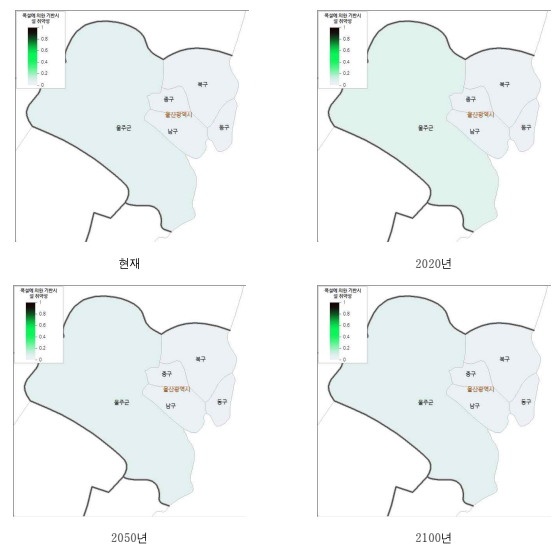 폭설에 의한 기반시
설 취약성
1
0.8
0.6
0.4
0.2
0
북구
중구
울산광역시
울주군
남구
동구
현재
폭설에 의한 기반시
설 취약성
1
0.8
0.6
0.4
0.2
0
북구
중구
울산광역시
울주군
남구
동구
2020년
폭설에 의한 기반시
설 취약성
1
0.8
0.6
0.4
0.2
0
북구
중구
울산광역시
울주군
남구
동구
2050년
폭설에 의한 기반시
설 취약성
1
0.8
0.6
0.4
0.2
0
북구
중구
울산광역시
울주군
남구
동구
2100년